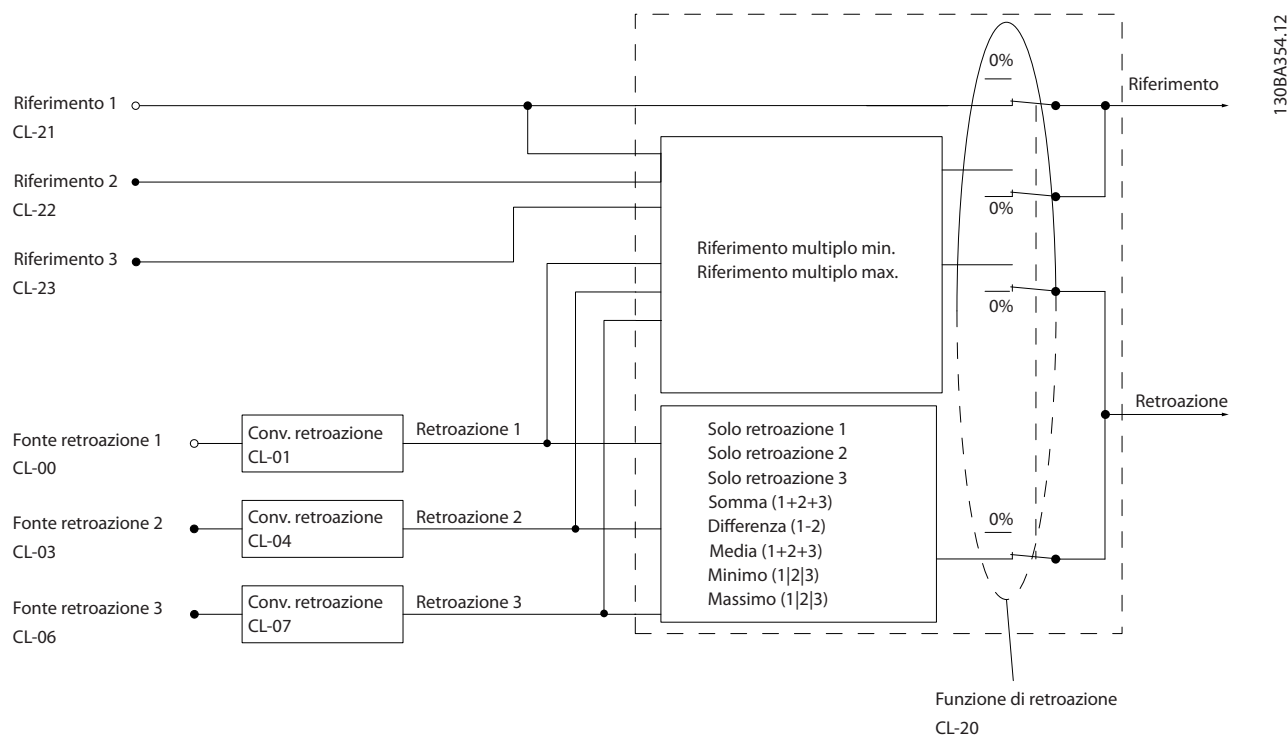 130BA354.12
0%
Riferimento
Riferimento 1
CL-21
Riferimento 2
CL-22
0%
Riferimento 3
CL-23
Riferimento multiplo min.
Riferimento multiplo max.
0%
Retroazione
Fonte retroazione 1
CL-00
Conv. retroazione
CL-01
Retroazione 1
Fonte retroazione 2
CL-03
Conv. retroazione
CL-04
Retroazione 2
Fonte retroazione 3
CL-06
Conv. retroazione
CL-07
Retroazione 3
Solo retroazione 1
Solo retroazione 2
Solo retroazione 3
Somma (1+2+3)
Differenza (1-2)
Media (1+2+3)
Minimo (1|2|3)
Massimo (1|2|3)
0%
Funzione di retroazione
CL-20